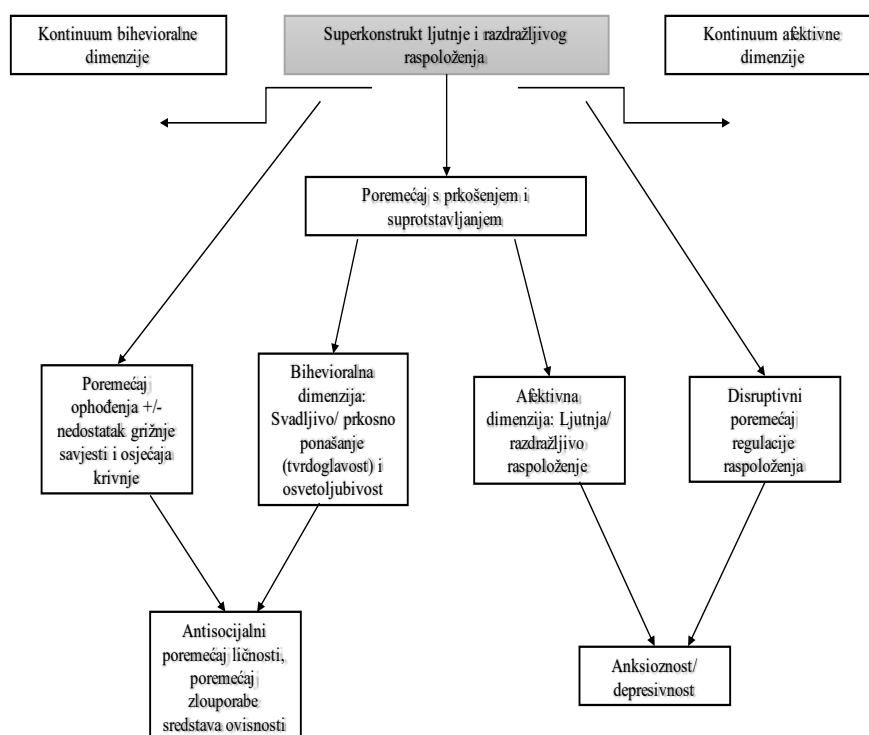 Kontinuum bihevioralne
dimenzije
Superkonstrukt ljutnje i razdražljivog
raspoloženja
Kontinuum afektivne
dimenzije
Poremećaj s prkošenjem i
suprotstavljanjem
Poremećaj
ophođenja +/-
nedostatak grižnje
savjesti i osjećaja
krivnje
Bihevioralna
dimenzija:
Svadljivo/ prkosno
ponašanje
(tvrdoglavost) i
osvetoljubivost
Afektivna
dimenzija: Ljutnja/
razdražljivo
raspoloženje
Disruptivni
poremećaj
regulacije
raspoloženja
Antisocijalni
poremećaj ličnosti,
poremećaj
zlouporabe
sredstava ovisnosti
Anksioznost/
depresivnost